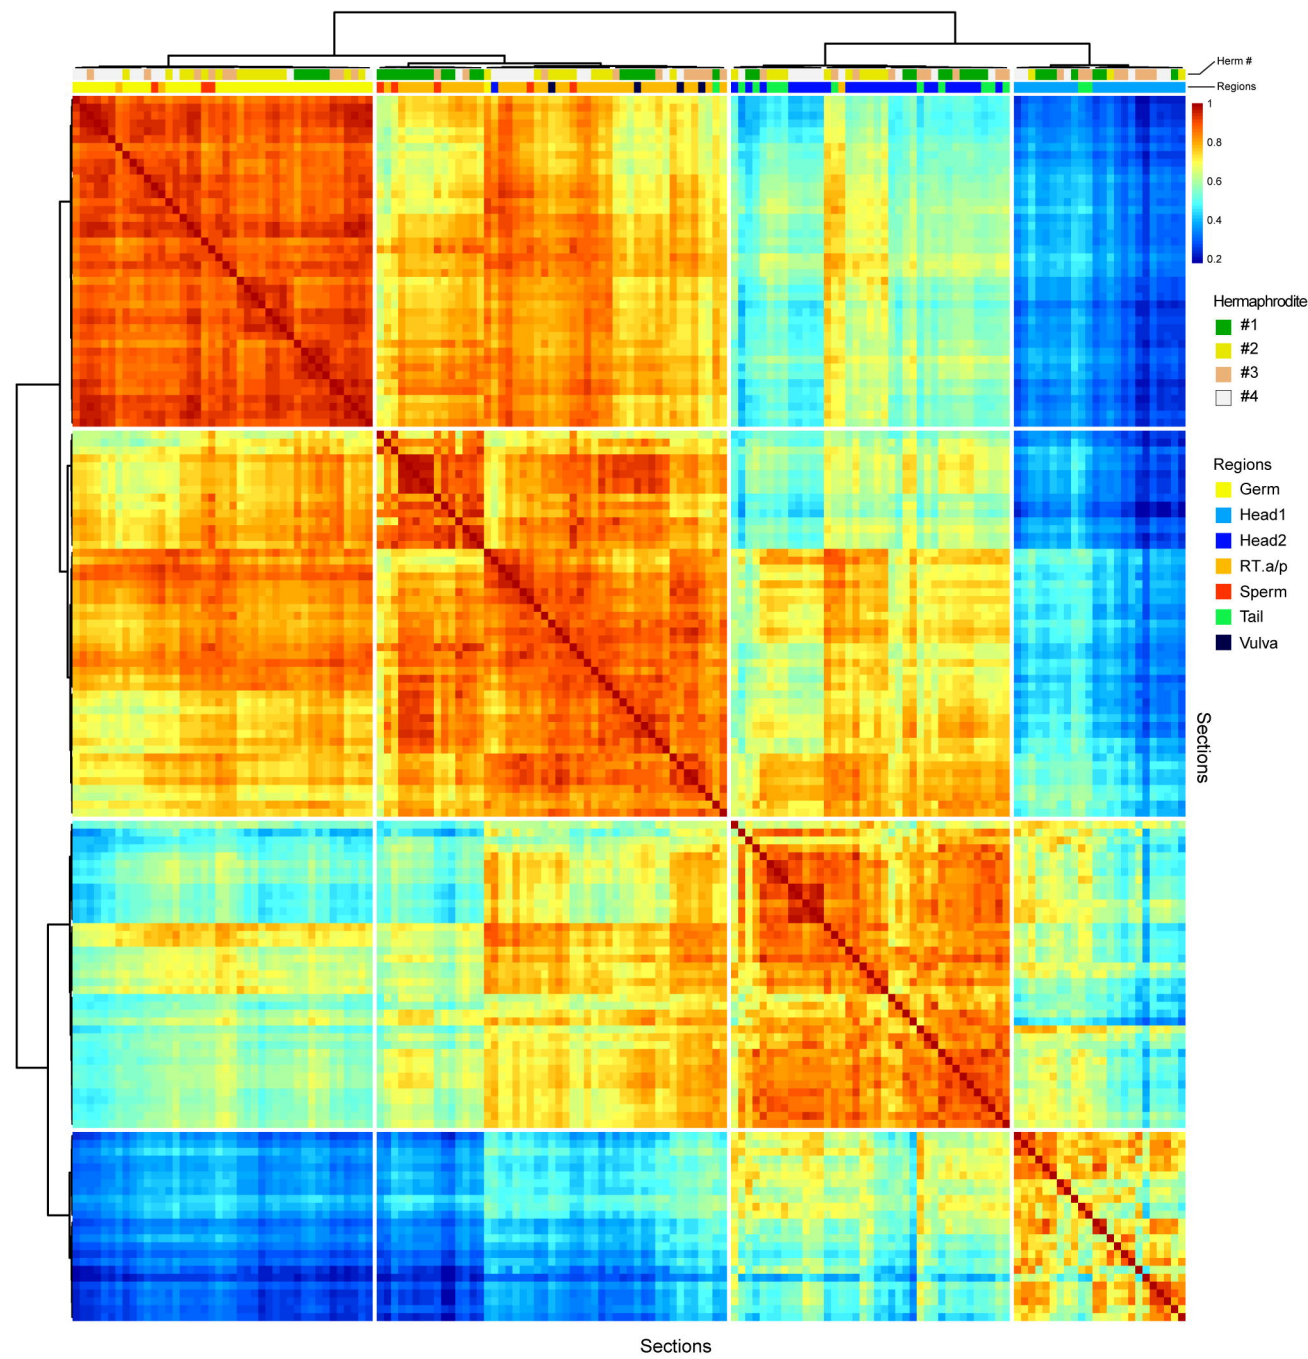 Herm #
Regions
1
0.8
0.6
0.4
0.2
Hermaphrodite
#1
#2
#3
#4
Regions
Germ
Head1
Head2
RT.a/p
Sperm
Tail
Vulva
Sections
Sections